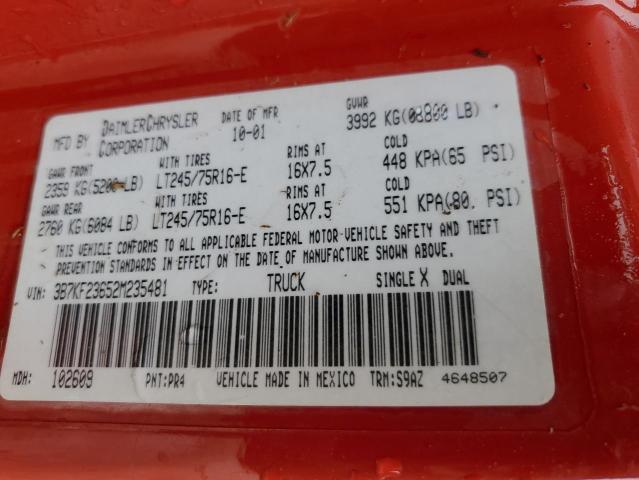 MFD BY DAIMLERCHRYSLER CORPORATION DATE OF MFR 10-01 GVWR 3992 KG(08800 LB)
GAWR FRONT WITH TIRES RIMS AT COLD
2359 KG(5200 LB) LT245/75R16-E 16X7.5 448 KPA(65 PSI)
GAWR REAR WITH TIRES RIMS AT COLD
2760 KG(6084 LB) LT245/75R16-E 16X7.5 551 KPA(80. PSI)
THIS VEHICLE CONFORMS TO ALL APPLICABLE FEDERAL MOTOR-VEHICLE SAFETY AND THEFT
PREVENTION STANDARDS IN EFFECT ON THE DATE OF MANUFACTURE SHOWN ABOVE.
VIN: 3B7KF23652M235481 TYPE: TRUCK SINGLE X DUAL
MDH: 102609 PNT:PR4 VEHICLE MADE IN MEXICO TRM:S9AZ 4648507